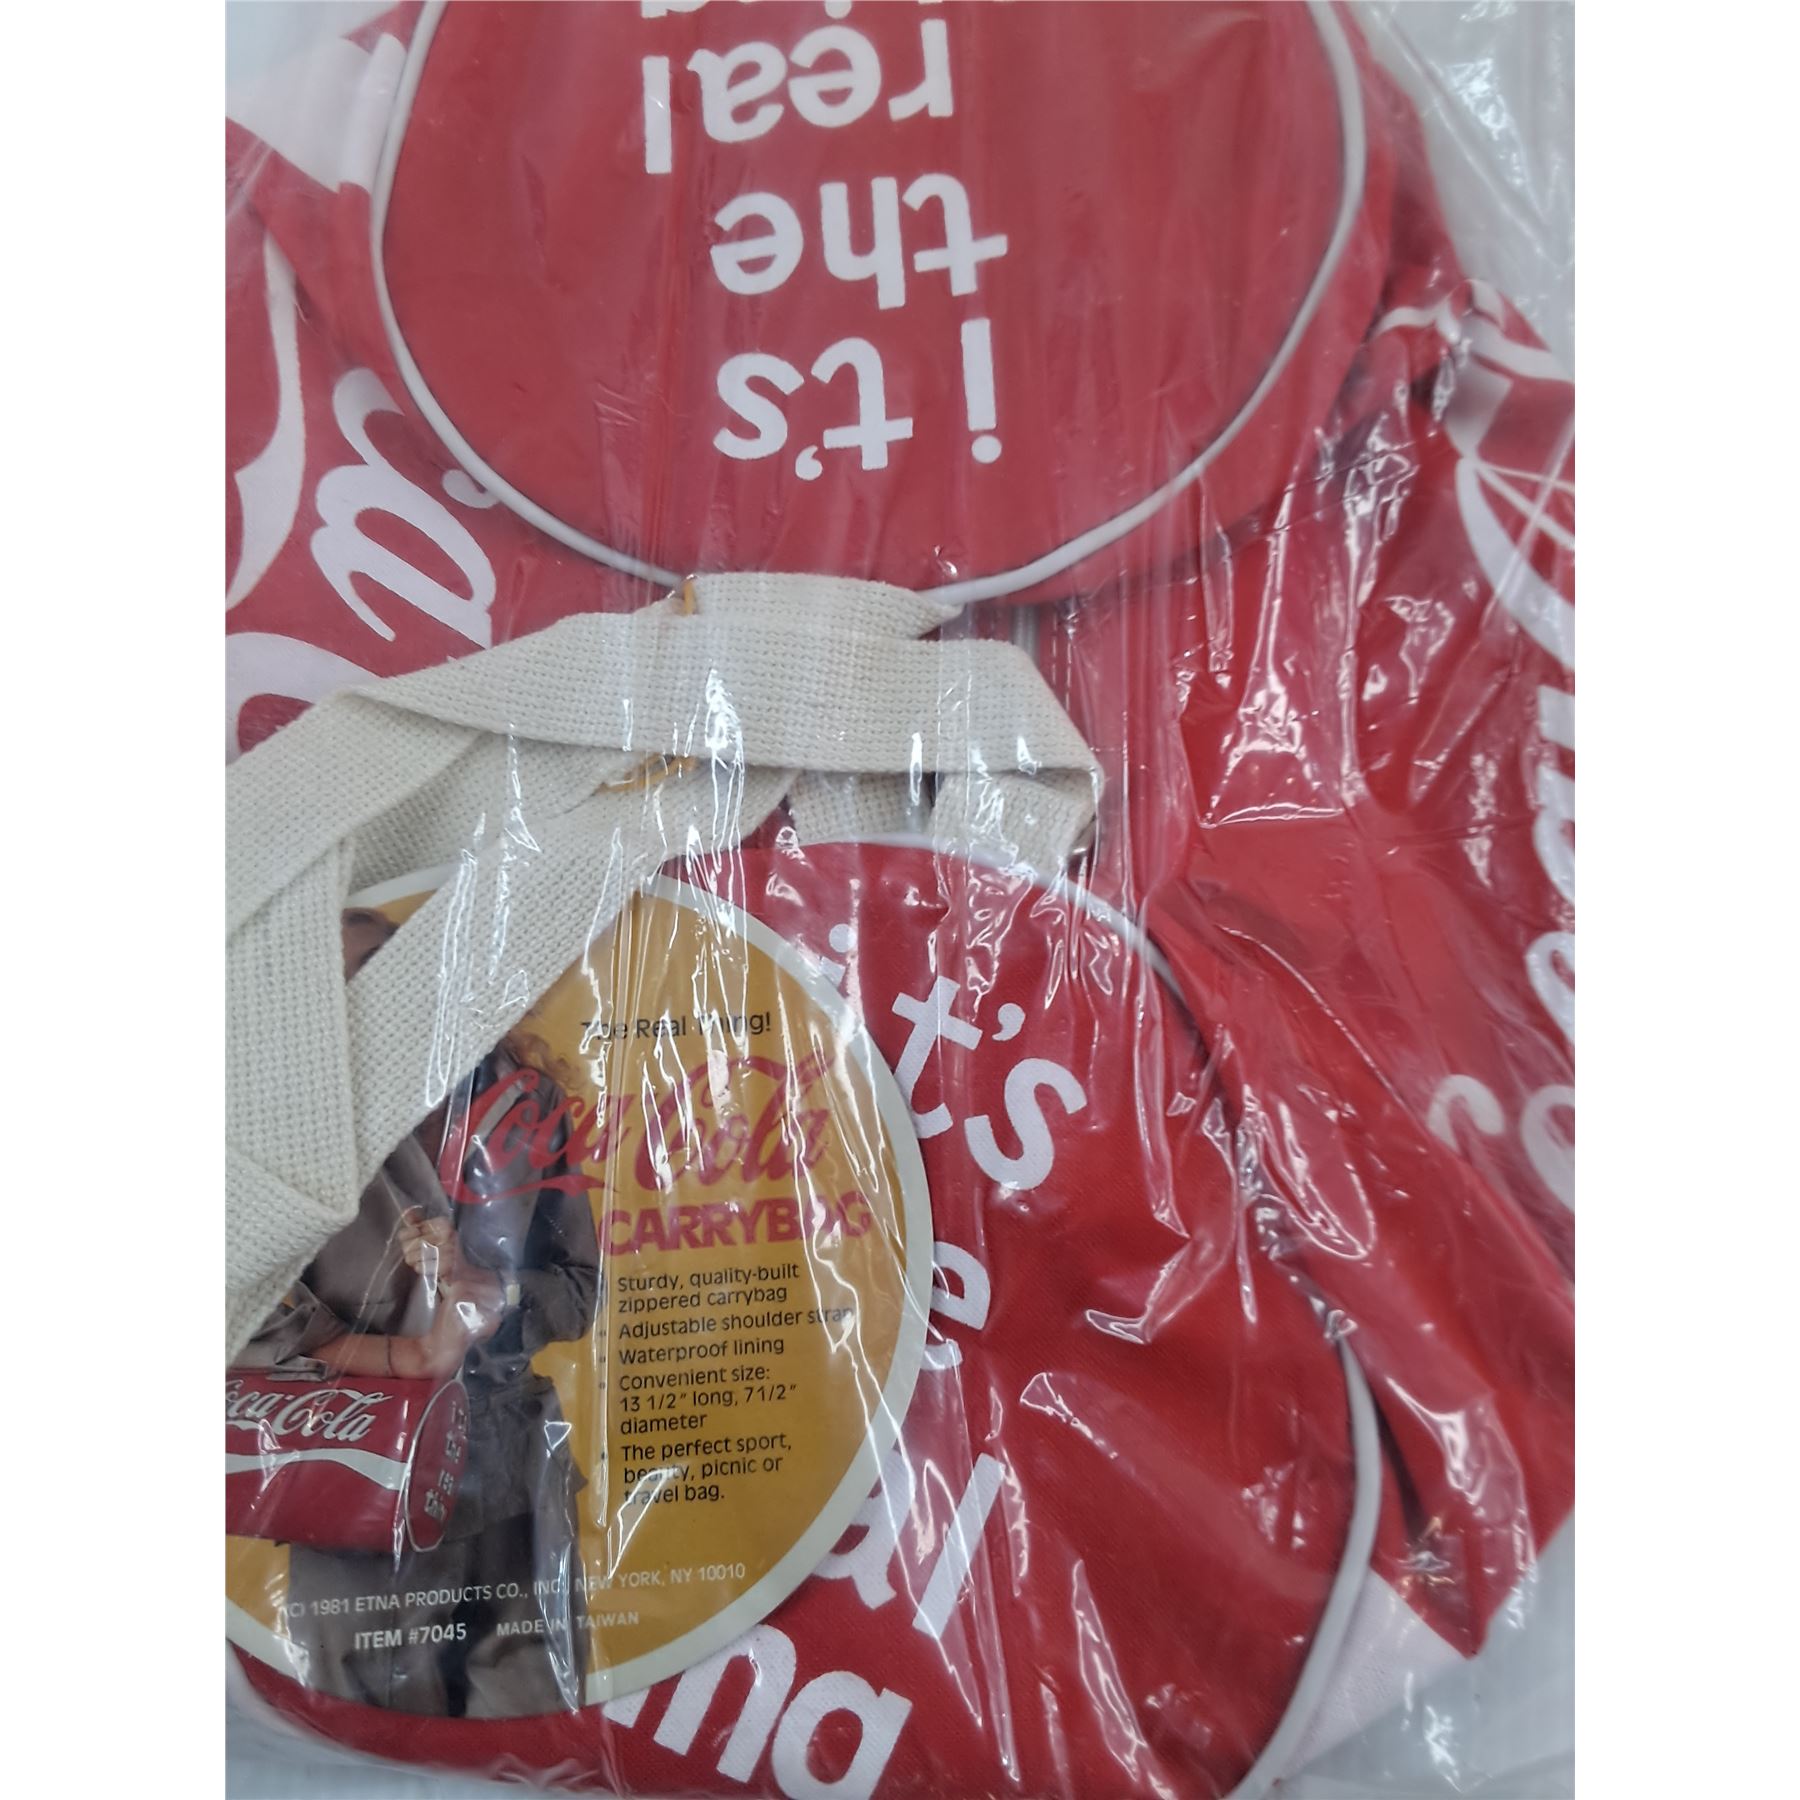 real
the
it's
The Real Thing!
Coca-Cola
CARRYBAG
Sturdy, quality-built
zippered carrybag
Adjustable shoulder strap
Waterproof lining
Convenient size:
13 1/2" long, 7 1/2"
diameter
The perfect sport,
beauty, picnic or
travel bag.
Coca-Cola
(C) 1981 ETNA PRODUCTS CO., INC. NEW YORK, NY 10010
ITEM #7045 MADE IN TAIWAN
it's